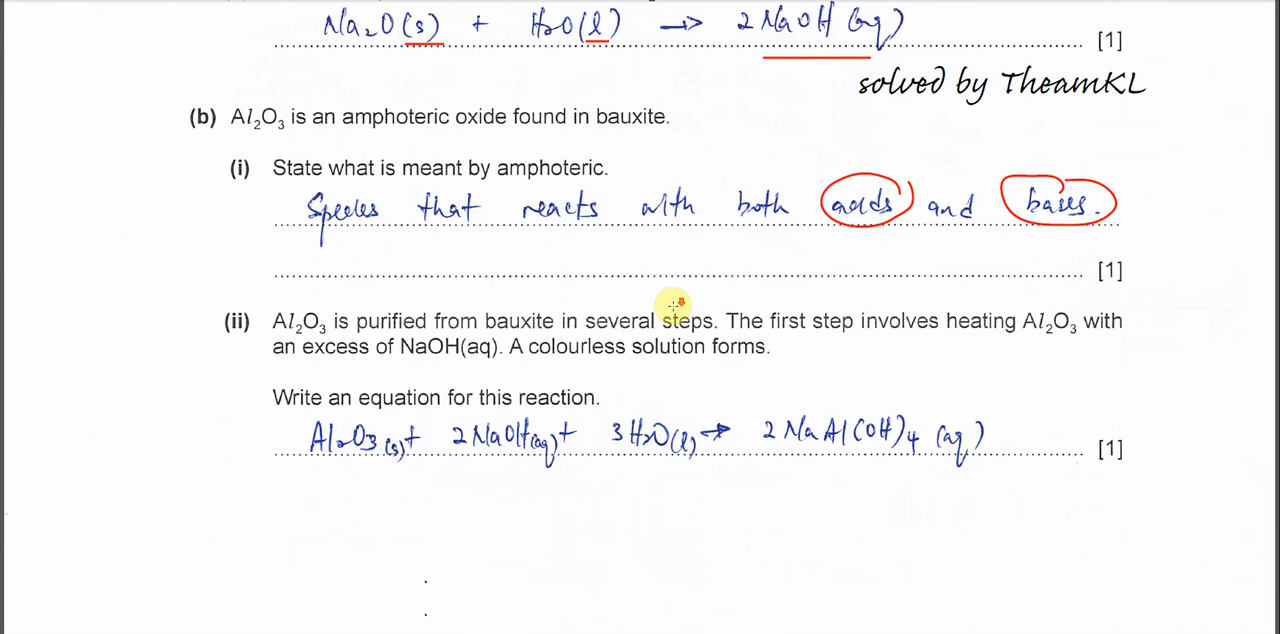 Na₂O(s) + H₂O(l) → 2NaOH(aq) [1]
solved by TheamKL
(b) Al₂O₃ is an amphoteric oxide found in bauxite.
(i) State what is meant by amphoteric.
Species that reacts with both acids and bases.
[1]
(ii) Al₂O₃ is purified from bauxite in several steps. The first step involves heating Al₂O₃ with
an excess of NaOH(aq). A colourless solution forms.
Write an equation for this reaction.
Al₂O₃(s) + 2NaOH(aq) + 3H₂O(l) → 2NaAl(OH)₄(aq) [1]